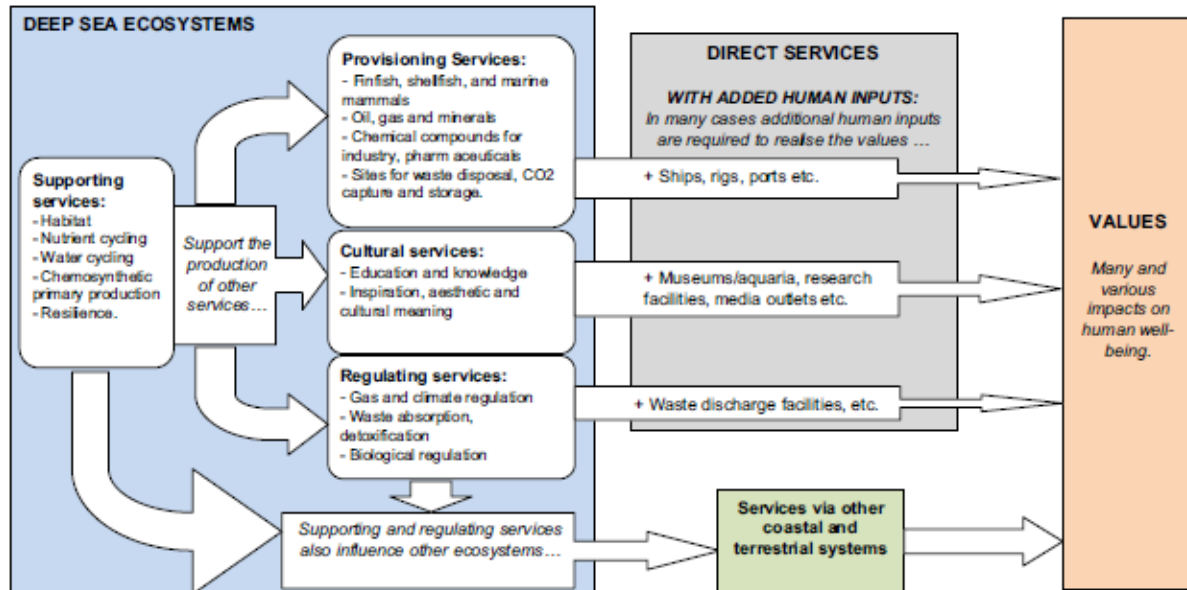 DEEP SEA ECOSYSTEMS
Supporting
services:
- Habitat
- Nutrient cycling
- Water cycling
- Chemosynthetic
primary production
- Resilience.
Support the
production
of other
services…
Provisioning Services:
- Finfish, shellfish, and marine
mammals
- Oil, gas and minerals
- Chemical compounds for
industry, pharm aceuticals
- Sites for waste disposal, CO2
capture and storage.
Cultural services:
- Education and knowledge
- Inspiration, aesthetic and
cultural meaning
Regulating services:
- Gas and climate regulation
- Waste absorption,
detoxification
- Biological regulation
Supporting and regulating services
also influence other ecosystems…
DIRECT SERVICES
WITH ADDED HUMAN INPUTS:
In many cases additional human inputs
are required to realise the values …
+ Ships, rigs, ports etc.
+ Museums/aquaria, research
facilities, media outlets etc.
+ Waste discharge facilities, etc.
Services via other
coastal and
terrestrial systems
VALUES
Many and
various
impacts on
human well-
being.